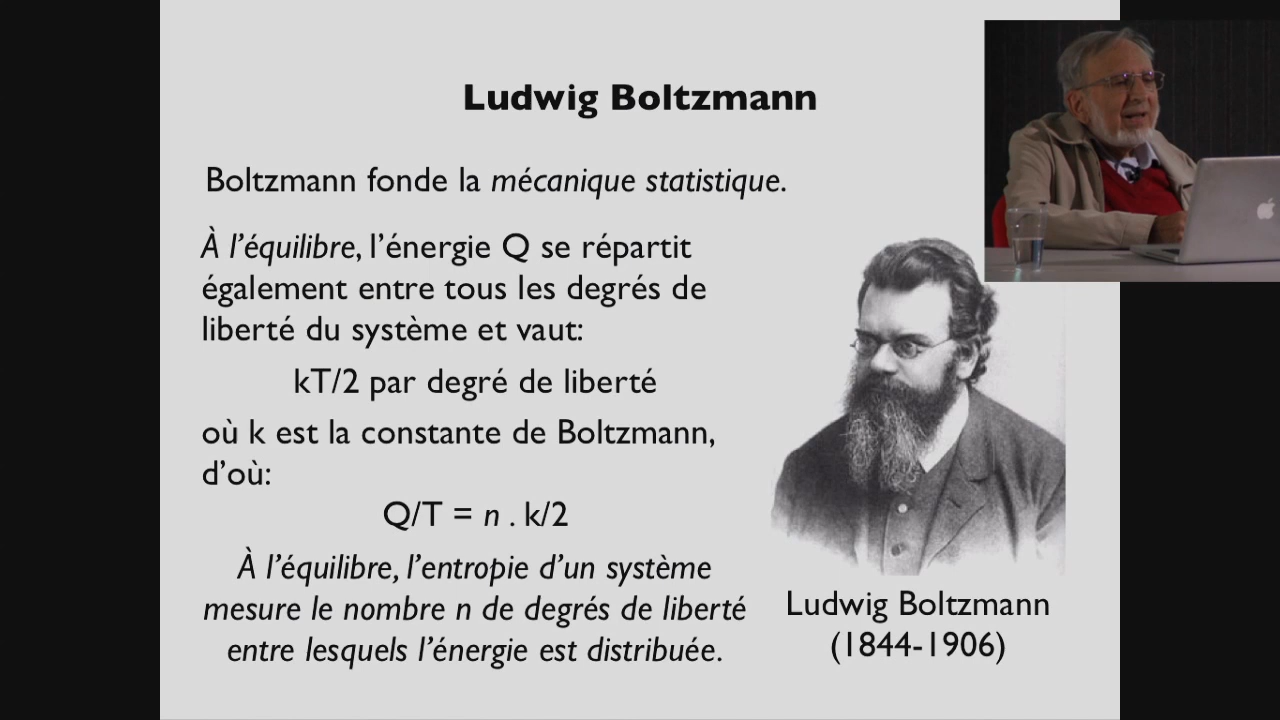 Ludwig Boltzmann
Boltzmann fonde la mécanique statistique.
À l'équilibre, l'énergie Q se répartit
également entre tous les degrés de
liberté du système et vaut:
kT/2 par degré de liberté
où k est la constante de Boltzmann,
d'où:
Q/T = n . k/2
À l'équilibre, l'entropie d'un système
mesure le nombre n de degrés de liberté
entre lesquels l'énergie est distribuée.
Ludwig Boltzmann
(1844-1906)